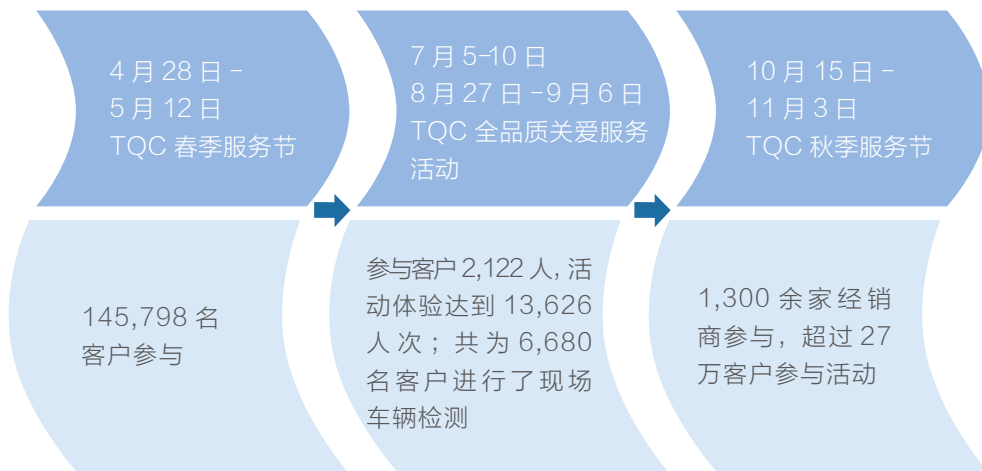 4 月 28 日 –
5 月 12 日
TQC 春季服务节
7 月 5–10 日
8 月 27 日 –9 月 6 日
TQC 全品质关爱服务
活动
10 月 15 日 –
11 月 3 日
TQC 秋季服务节
145,798 名
客户参与
参与客户 2,122 人, 活
动体验达到 13,626
人次；共为 6,680
名客户进行了现场
车辆检测
1,300 余家经销
商参与，超过 27
万客户参与活动